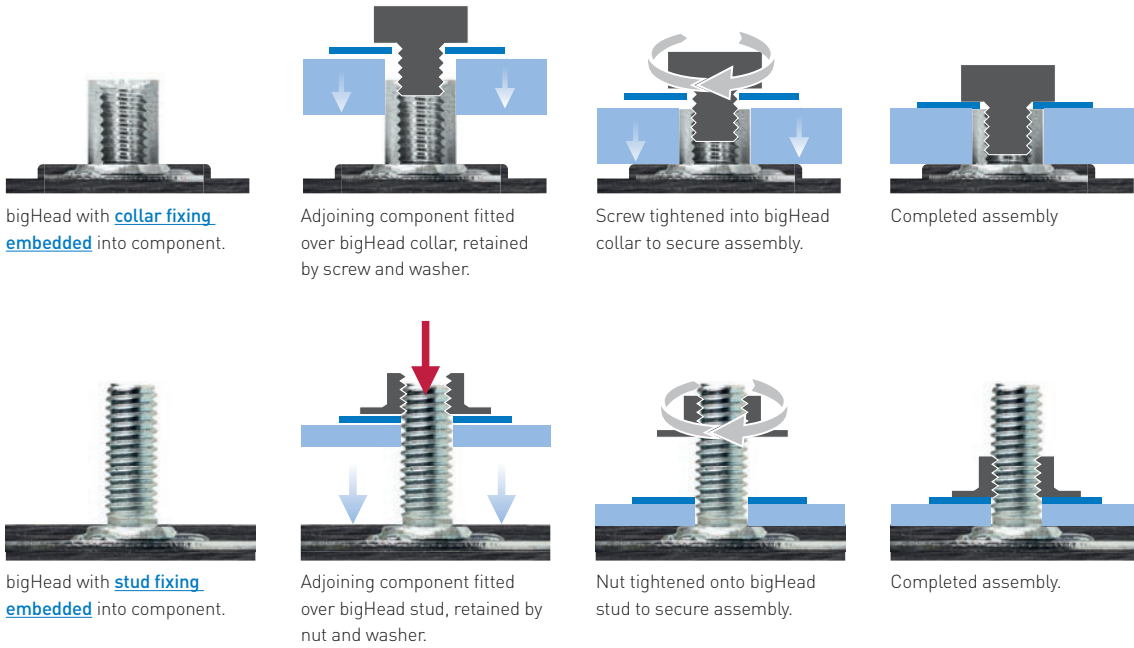 bigHead with collar fixing
embedded into component.
Adjoining component fitted
over bigHead collar, retained
by screw and washer.
Screw tightened into bigHead
collar to secure assembly.
Completed assembly
bigHead with stud fixing
embedded into component.
Adjoining component fitted
over bigHead stud, retained by
nut and washer.
Nut tightened onto bigHead
stud to secure assembly.
Completed assembly.